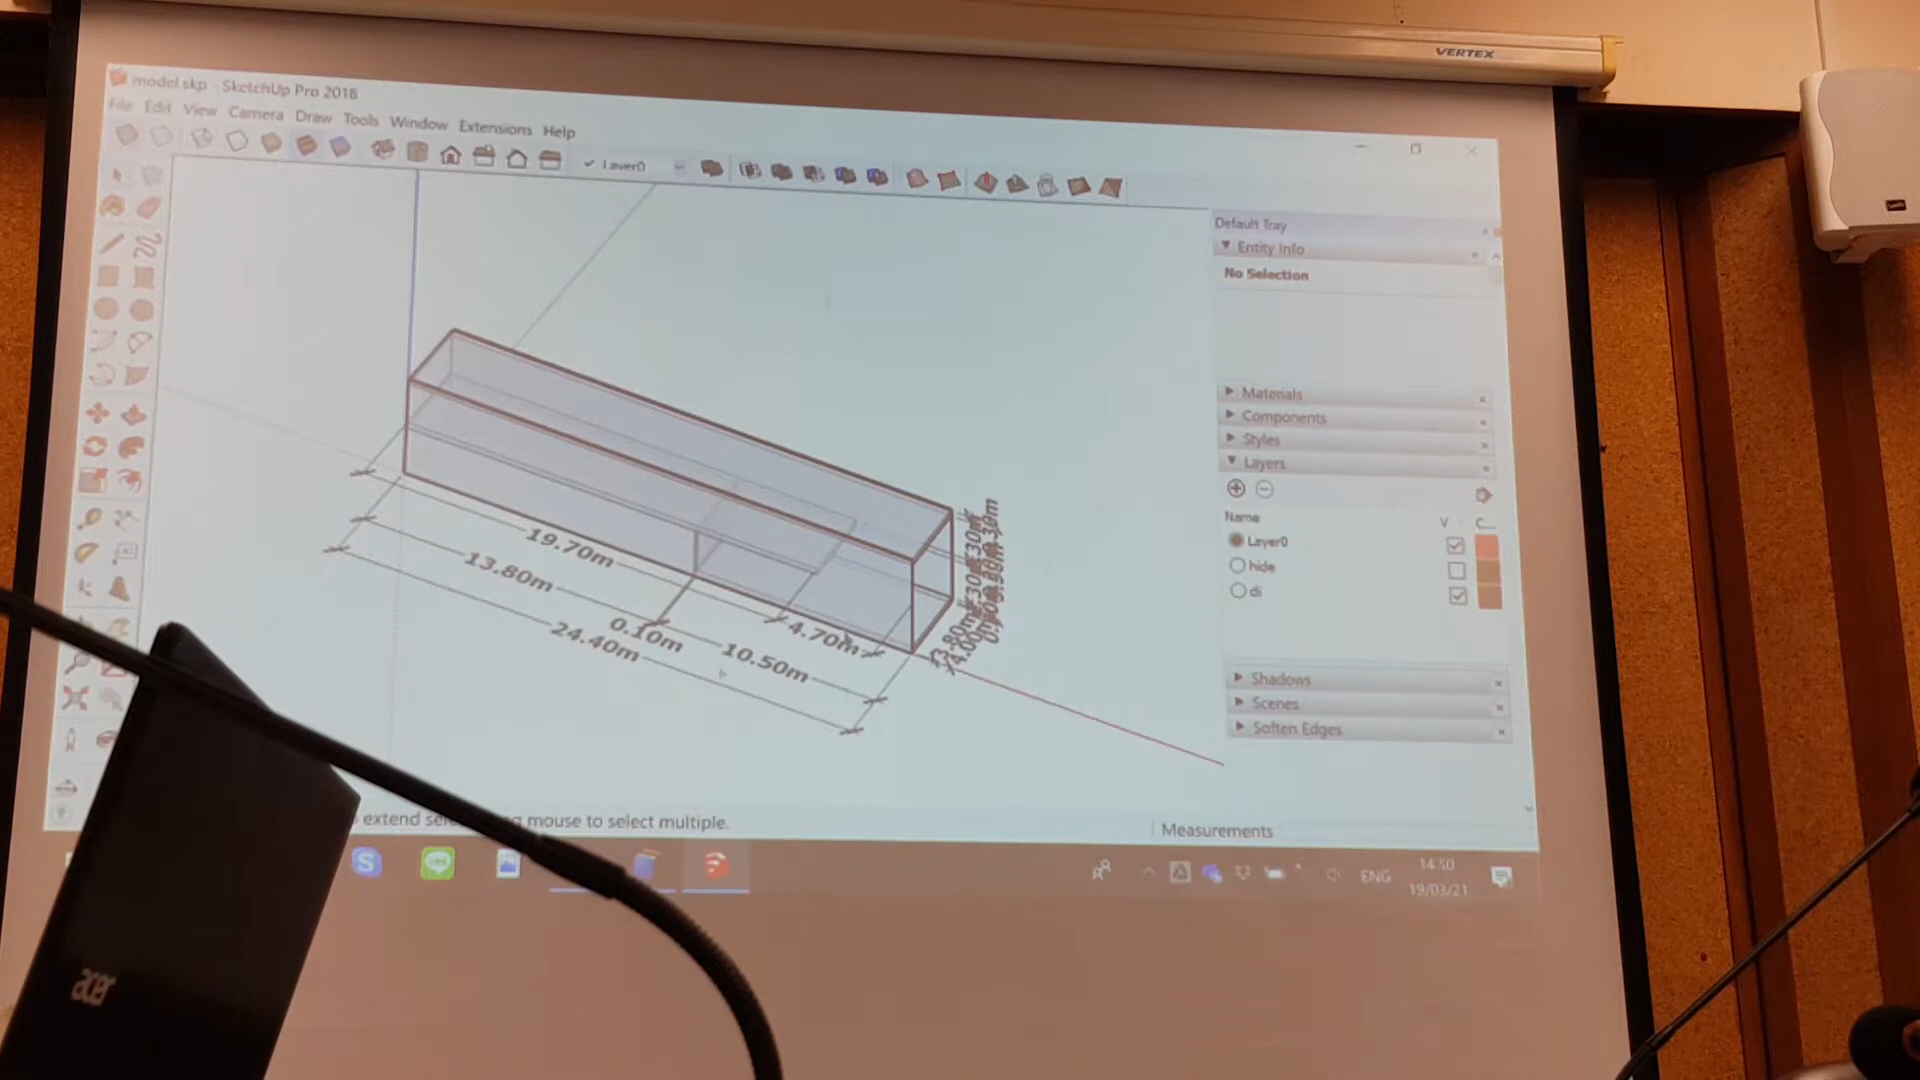 VERTEX
model.skp - SketchUp Pro 2018
File Edit View Camera Draw Tools Window Extensions Help
Layer0
Default Tray
Entity Info
No Selection
Materials
Components
Styles
Layers
Name V C...
Layer0
hide
di
Shadows
Scenes
Soften Edges
19.70m
13.80m
0.10m
24.40m
4.70m
10.50m
extend
mouse to select multiple.
Measurements
S
ENG
14:50
19/03/21
acer